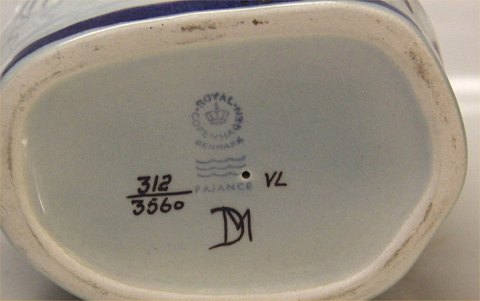 ROYAL
COPENHAGEN
DENMARK
FAJANCE
312
3560
VL
DM